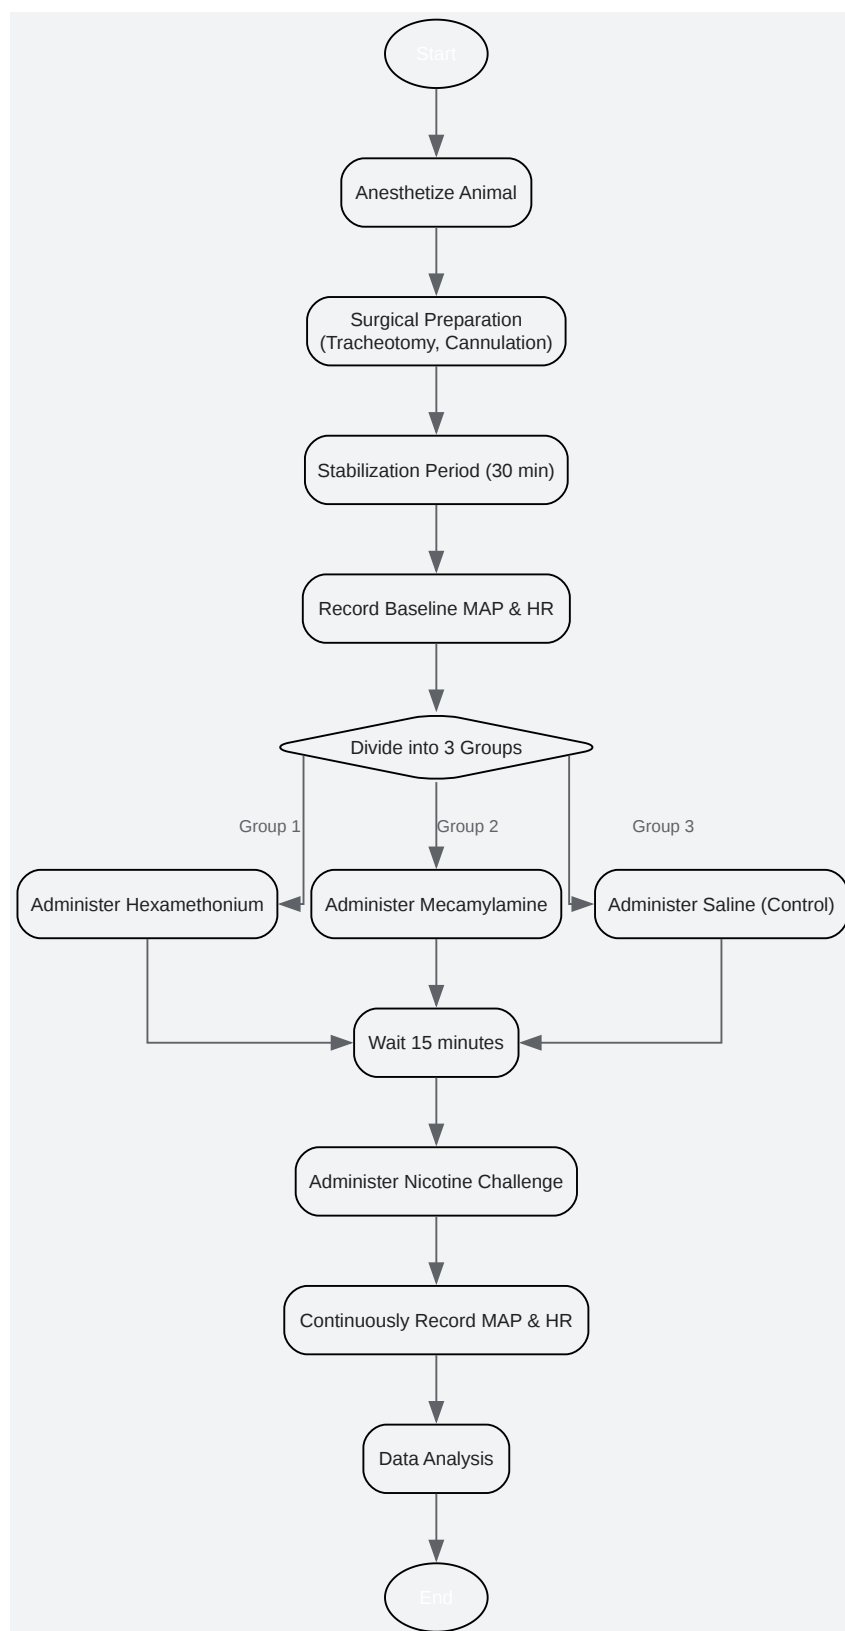 Start
Anesthetize Animal
Surgical Preparation
(Tracheotomy, Cannulation)
Stabilization Period (30 min)
Record Baseline MAP & HR
Divide into 3 Groups
Group 1
Group 2
Group 3
Administer Hexamethonium
Administer Mecamylamine
Administer Saline (Control)
Wait 15 minutes
Administer Nicotine Challenge
Continuously Record MAP & HR
Data Analysis
End